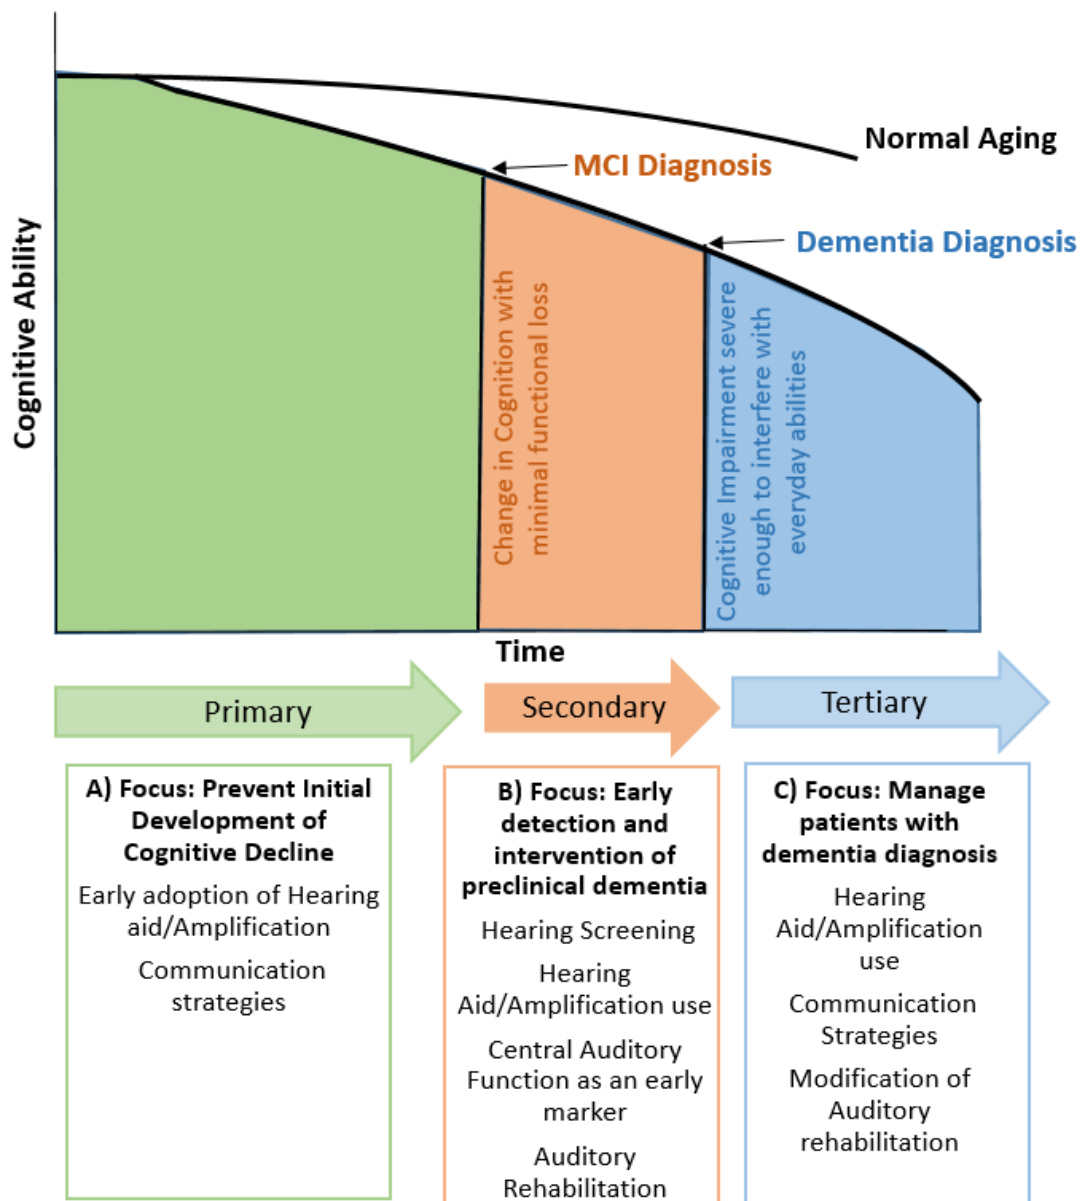 Normal Aging
MCI Diagnosis
Dementia Diagnosis
Cognitive Ability
Change in Cognition with
minimal functional loss
Cognitive Impairment severe
enough to interfere with
everyday abilities
Time
Primary
Secondary
Tertiary
A) Focus: Prevent Initial
Development of
Cognitive Decline
Early adoption of Hearing
aid/Amplification
Communication
strategies
B) Focus: Early
detection and
intervention of
preclinical dementia
Hearing Screening
Hearing
Aid/Amplification use
Central Auditory
Function as an early
marker
Auditory
Rehabilitation
C) Focus: Manage
patients with
dementia diagnosis
Hearing
Aid/Amplification
use
Communication
Strategies
Modification of
Auditory
rehabilitation